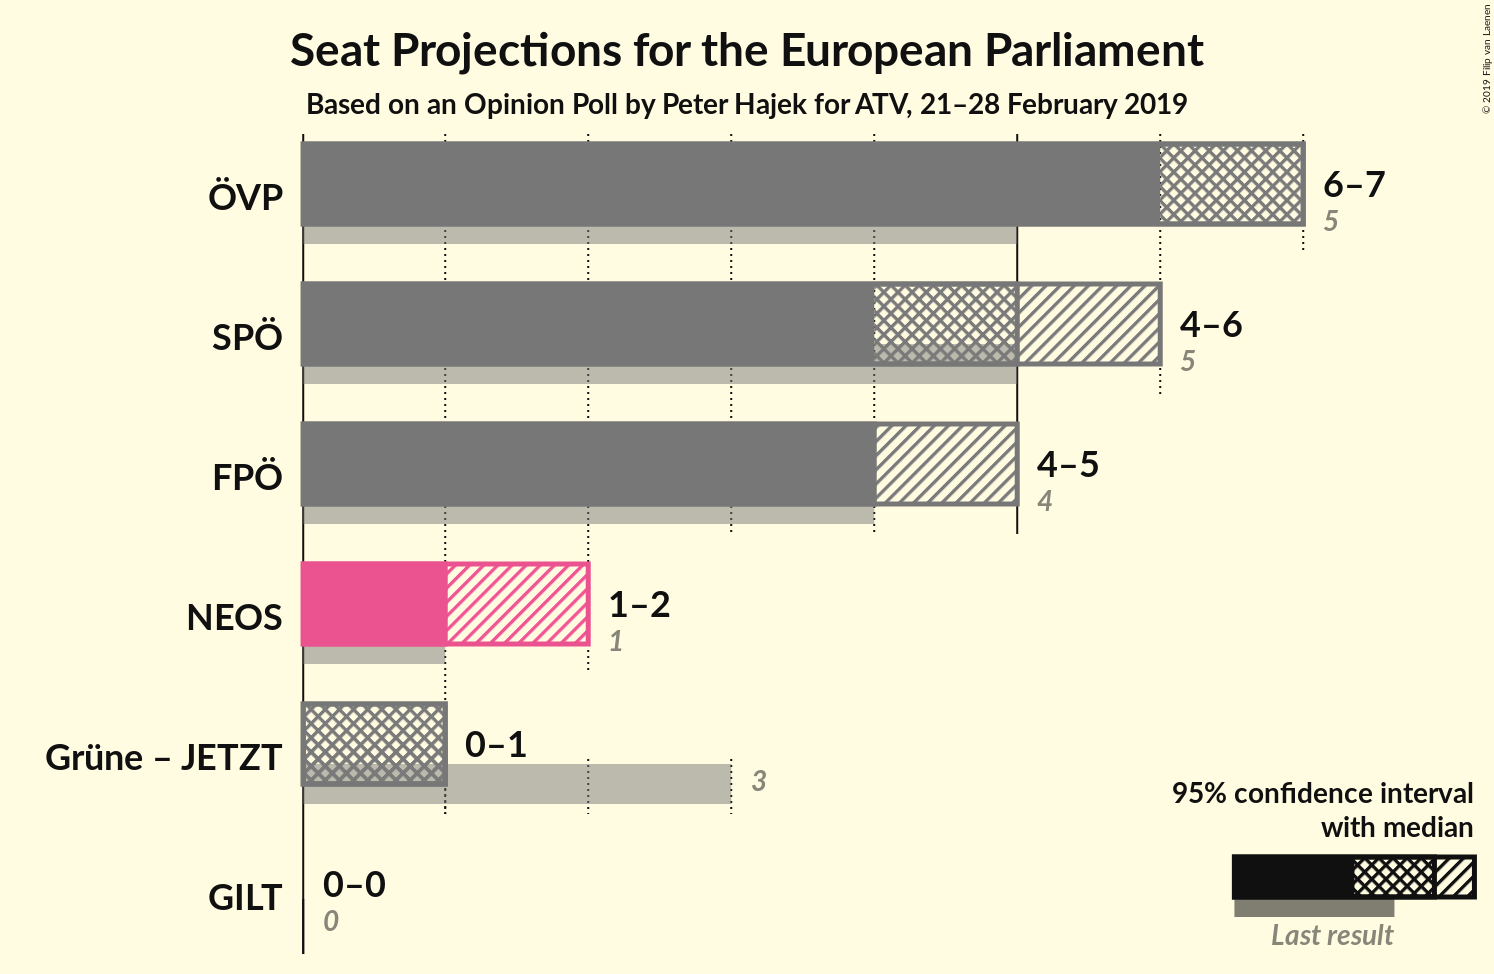 Seat Projections for the European Parliament
Based on an Opinion Poll by Peter Hajek for ATV, 21–28 February 2019
© 2019 Filip van Laenen
ÖVP
6–7
5
SPÖ
4–6
5
FPÖ
4–5
4
NEOS
1–2
1
Grüne – JETZT
0–1
3
GILT
0–0
0
95% confidence interval
with median
Last result